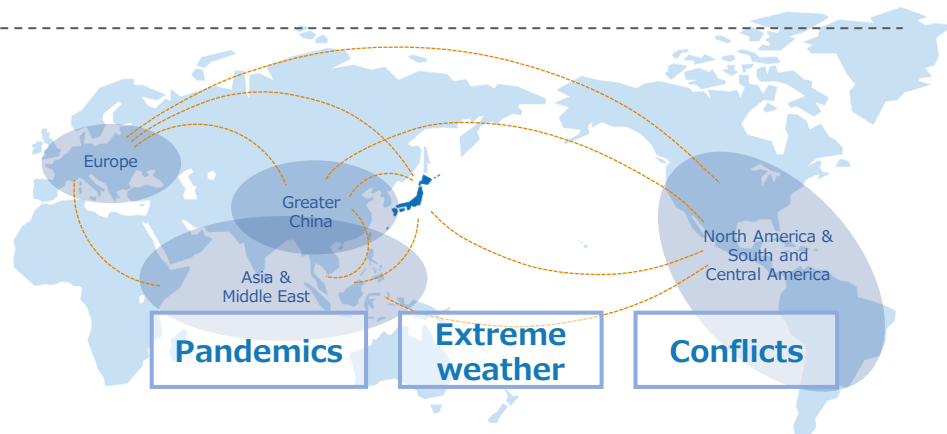 Europe
Greater
China
North America &
South and
Central America
Asia &
Middle East
Pandemics
Extreme
weather
Conflicts